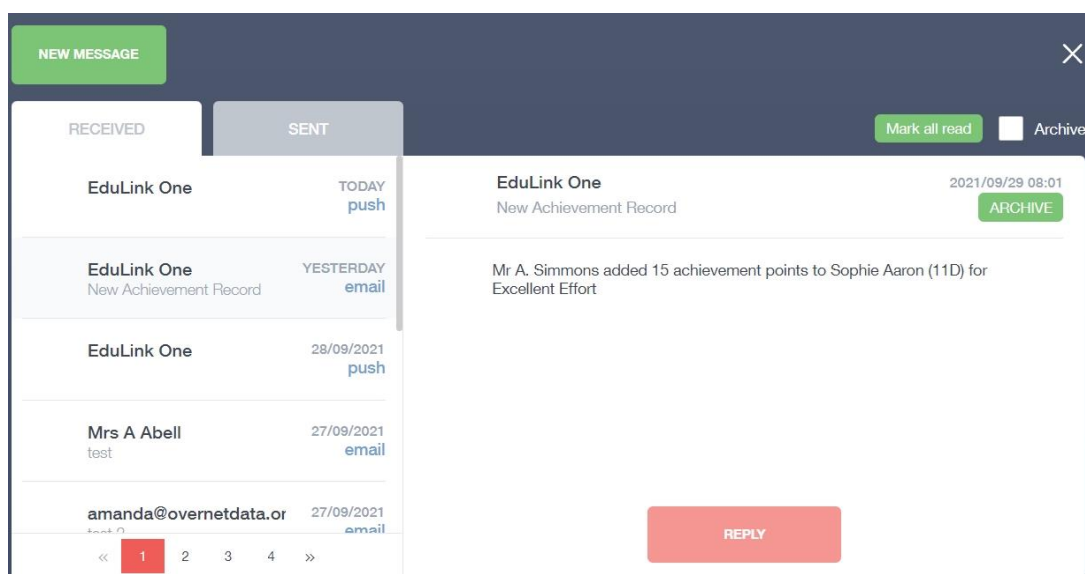 NEW MESSAGE
RECEIVED
SENT
Mark all read
Archive
EduLink One
TODAY
push
EduLink One
YESTERDAY
New Achievement Record
email
EduLink One
28/09/2021
push
Mrs A Abell
27/09/2021
test
email
amanda@overnetdata.or
27/09/2021
test 2
email
« 1 2 3 4 »
EduLink One
2021/09/29 08:01
New Achievement Record
ARCHIVE
Mr A. Simmons added 15 achievement points to Sophie Aaron (11D) for
Excellent Effort
REPLY